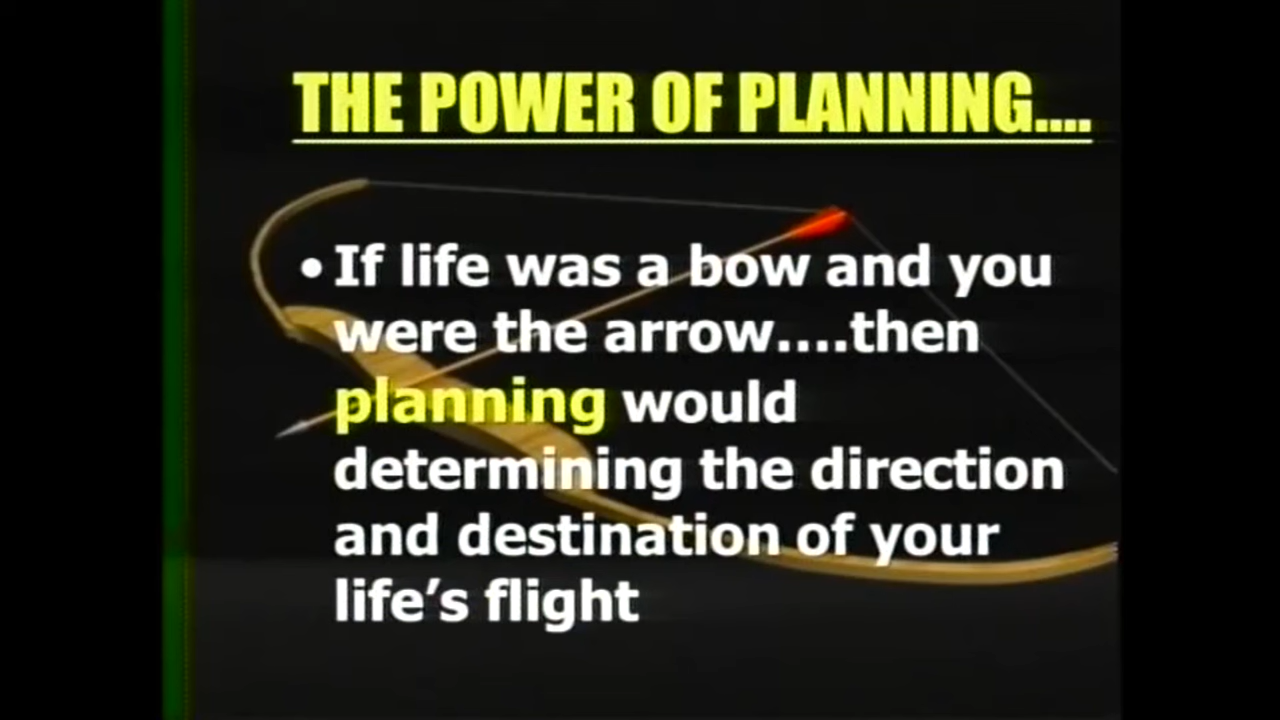 THE POWER OF PLANNING....
• If life was a bow and you
were the arrow....then
planning would
determining the direction
and destination of your
life’s flight